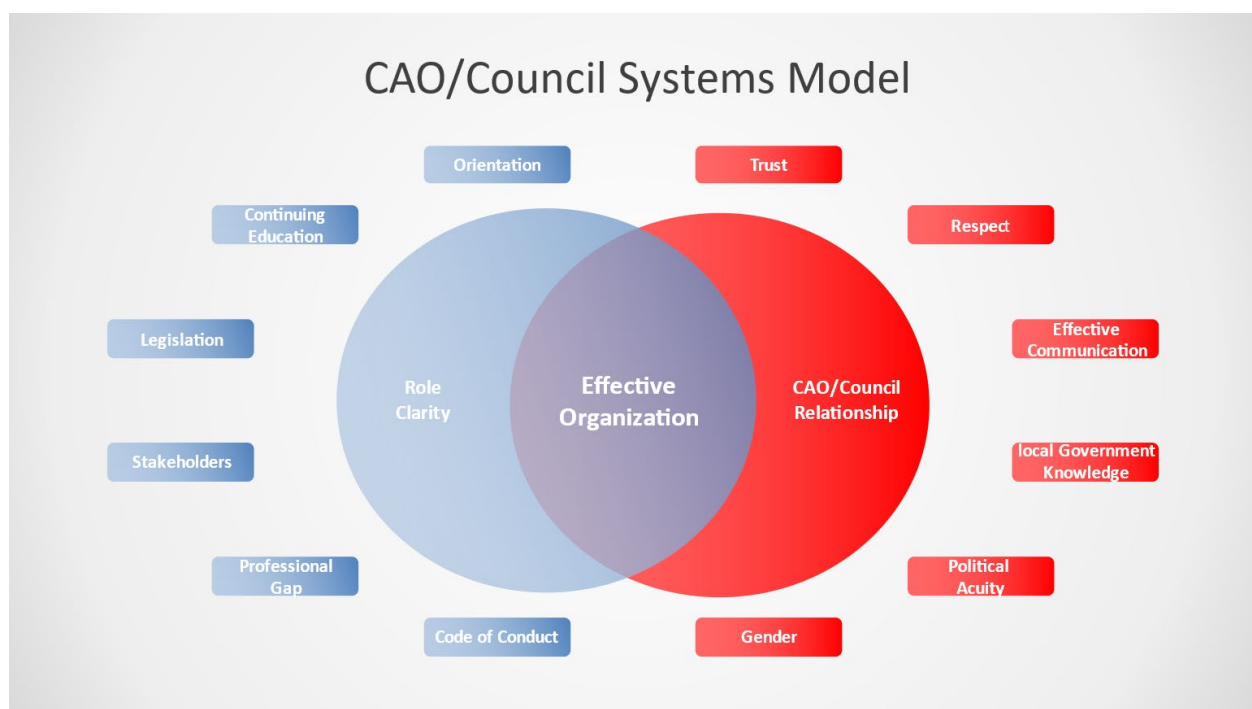 CAO/Council Systems Model
Orientation
Trust
Continuing
Education
Respect
Legislation
Effective
Communication
Role
Clarity
Effective
Organization
CAO/Council
Relationship
Stakeholders
local Government
Knowledge
Professional
Gap
Political
Acuity
Code of Conduct
Gender